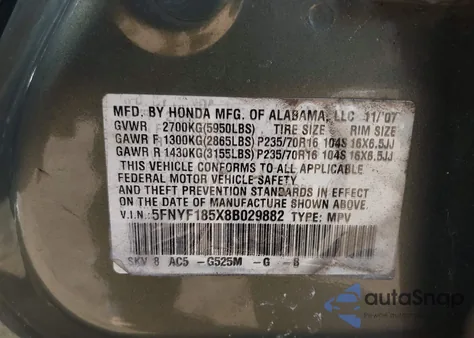 MFD. BY HONDA MFG. OF ALABAMA, LLC 11/07
GVWR 2700KG(5950LBS) TIRE SIZE RIM SIZE
GAWR F 1300KG(2865LBS)P235/70R16 104S 16X6.5JJ
GAWR R 1430KG(3155LBS)P235/70R16 104S 16X6.5JJ
THIS VEHICLE CONFORMS TO ALL APPLICABLE
FEDERAL MOTOR VEHICLE SAFETY
AND THEFT PREVENTION STANDARDS IN EFFECT
ON THE DATE OF MANUFACTURE SHOWN ABOVE
V.I.N.: 5FNYF185X8B029882 TYPE: MPV
SKV 8 AC5 -G525M -G -B
autoSnap